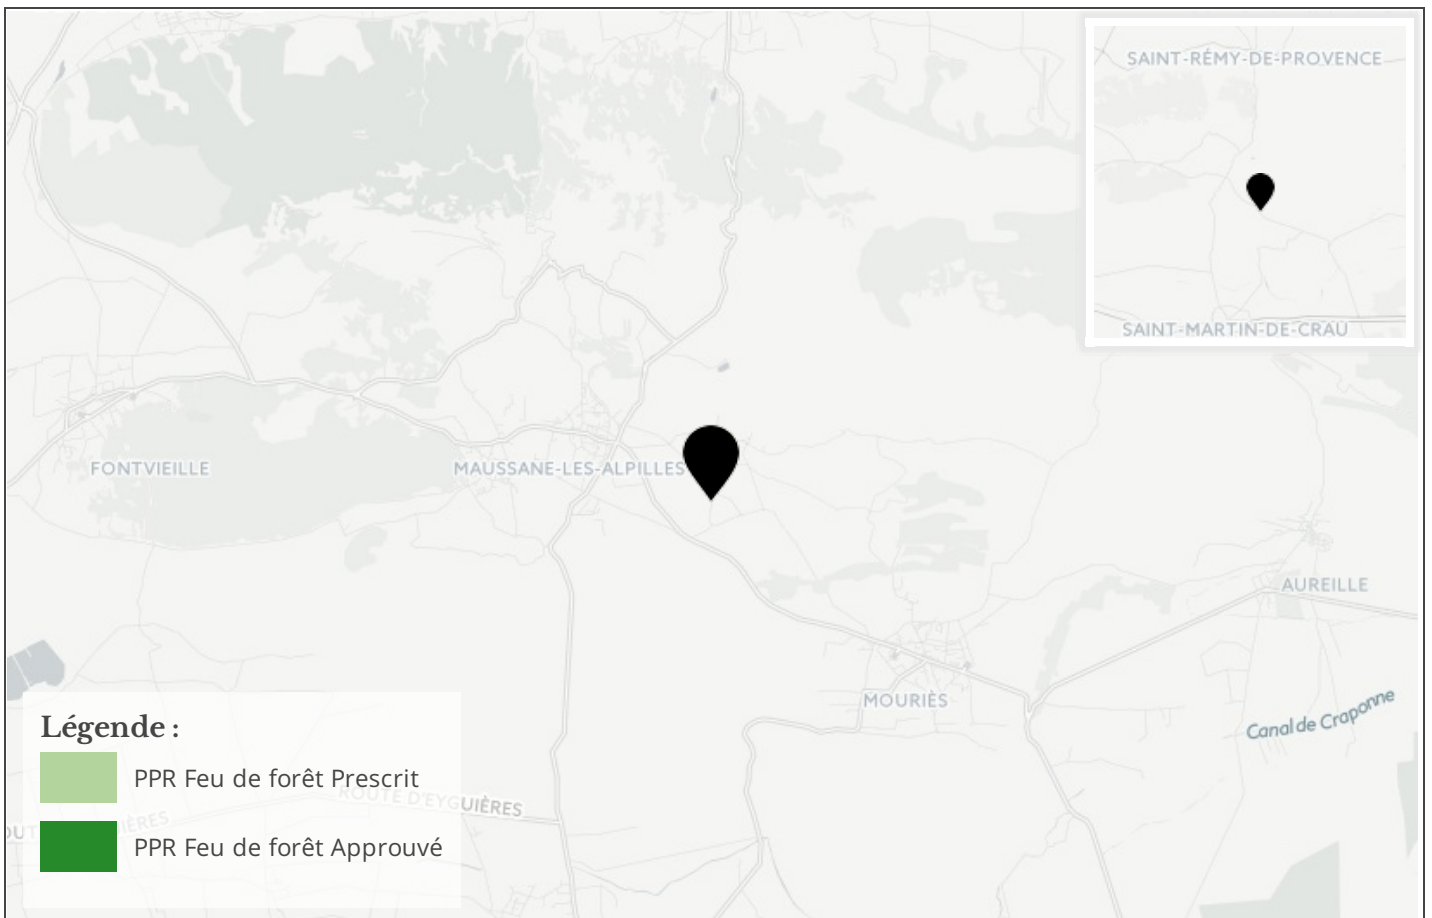 SAINT-RÉMY-DE-PROVENCE
SAINT-MARTIN-DE-CRAU
FONTVIEILLE
MAUSSANE-LES-ALPILLES
AUREILLE
MOURIÈS
Canal de Craponne
Légende :
PPR Feu de forêt Prescrit
ROUTE D'EYGUIÈRES
PPR Feu de forêt Approuvé